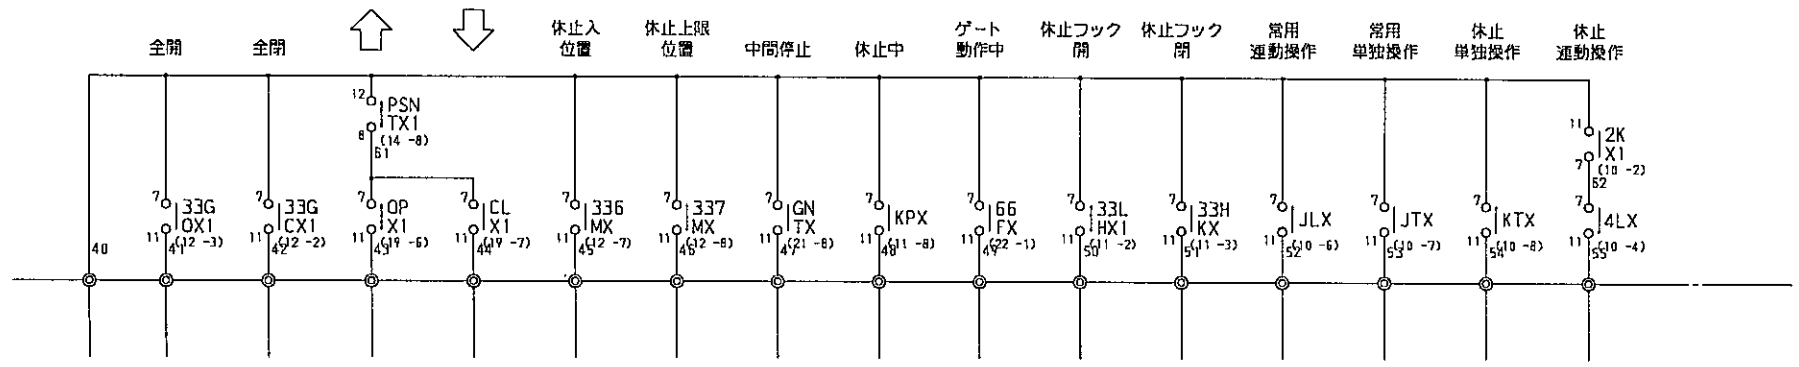 全開
全閉
休止入
位置
休止上限
位置
中間停止
休止中
ゲート
動作中
休止フック
開
休止フック
閉
常用
連動操作
常用
単独操作
休止
単独操作
休止
連動操作
12
PSN
TX1
8
(14 -8)
61
11
2K
X1
7
(10 -2)
62
40
7
33G
OX1
11
(12 -3)
41
7
33G
CX1
11
(12 -2)
42
7
OP
X1
11
(19 -6)
43
7
CL
X1
11
(19 -7)
44
7
336
MX
11
(12 -7)
45
7
337
MX
11
(12 -8)
46
7
GN
TX
11
(21 -8)
47
7
KPX
11
(11 -8)
48
7
66
FX
11
(22 -1)
49
7
33L
HX1
11
(11 -2)
50
7
33H
KX
11
(11 -3)
51
7
JLX
11
(10 -6)
52
7
JTX
11
(10 -7)
53
7
KTX
11
(10 -8)
54
7
4LX
11
(10 -4)
55